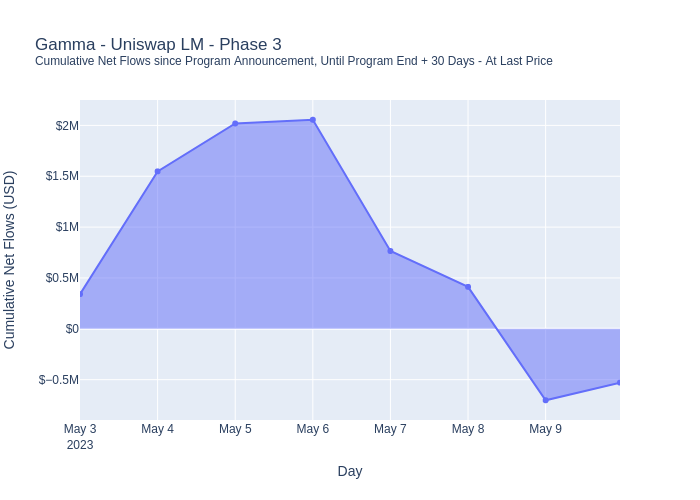 Gamma - Uniswap LM - Phase 3
Cumulative Net Flows since Program Announcement, Until Program End + 30 Days - At Last Price
Cumulative Net Flows (USD)
$2M
$1.5M
$1M
$0.5M
$0
$−0.5M
May 3 May 4 May 5 May 6 May 7 May 8 May 9
2023
Day